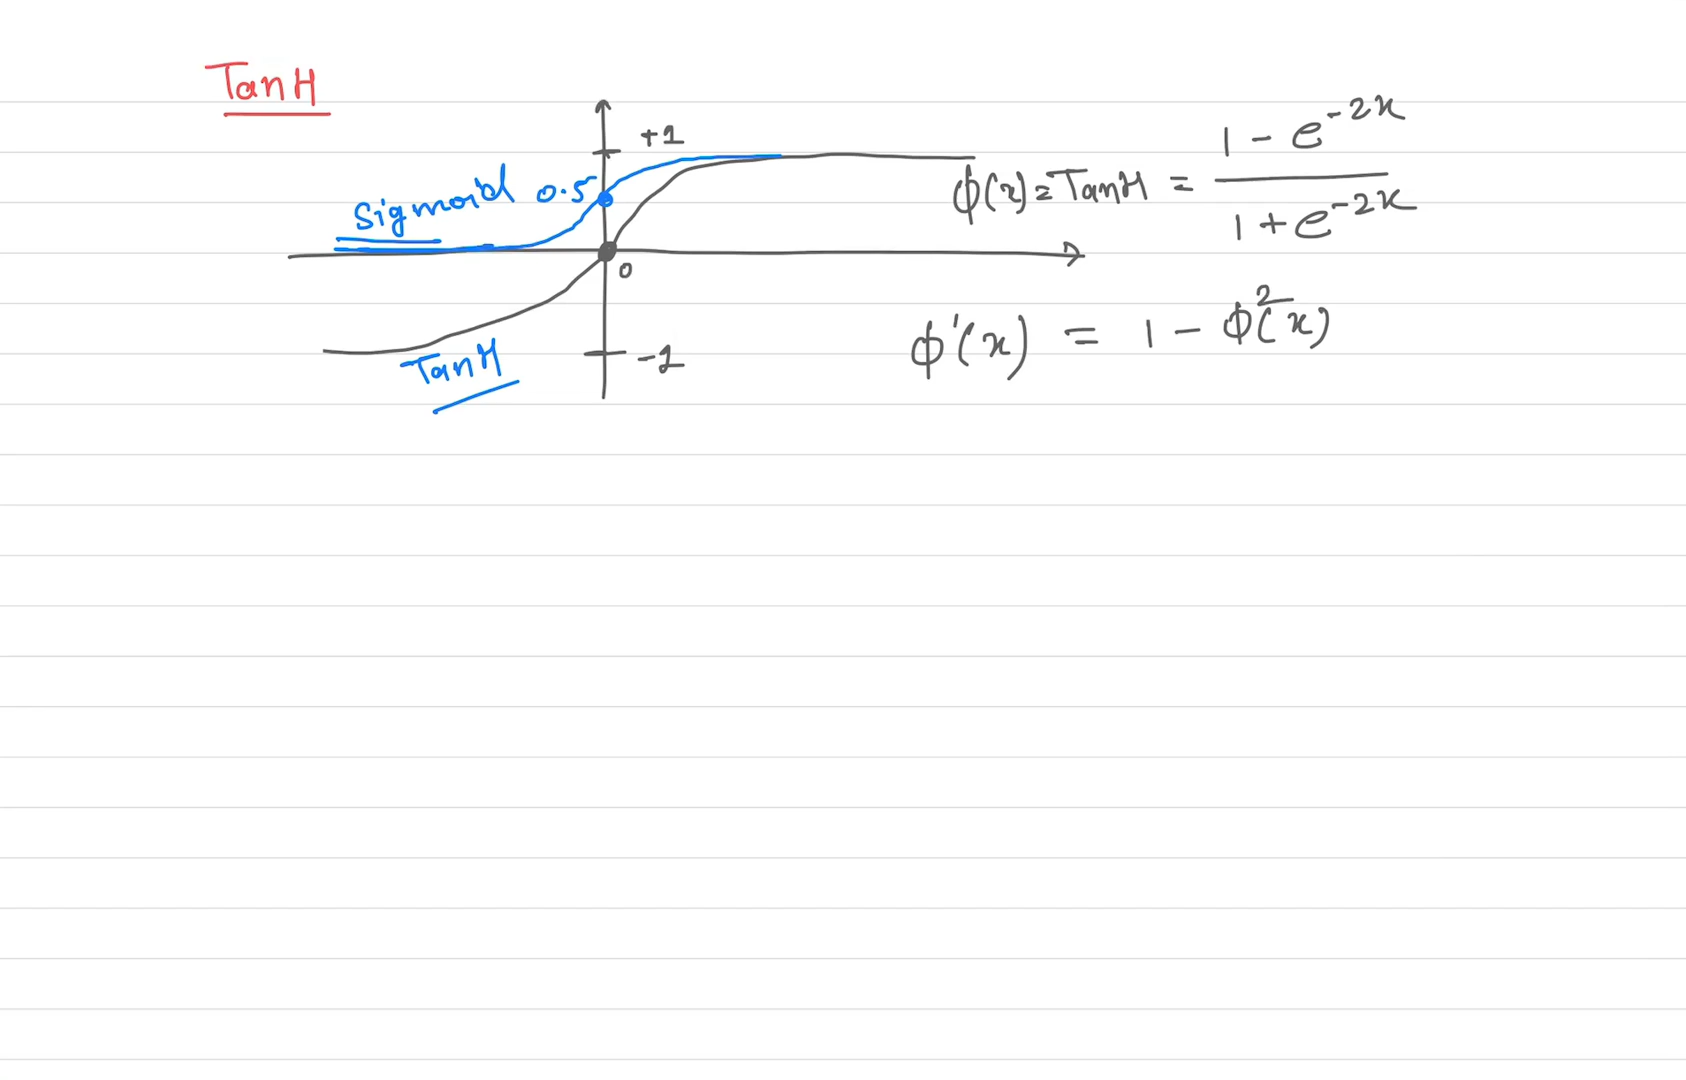 TanH
+1
Sigmoid 0.5
ϕ(x) = TanH = (1 - e^{-2x}) / (1 + e^{-2x})
0
ϕ'(x) = 1 - ϕ²(x)
-1
TanH